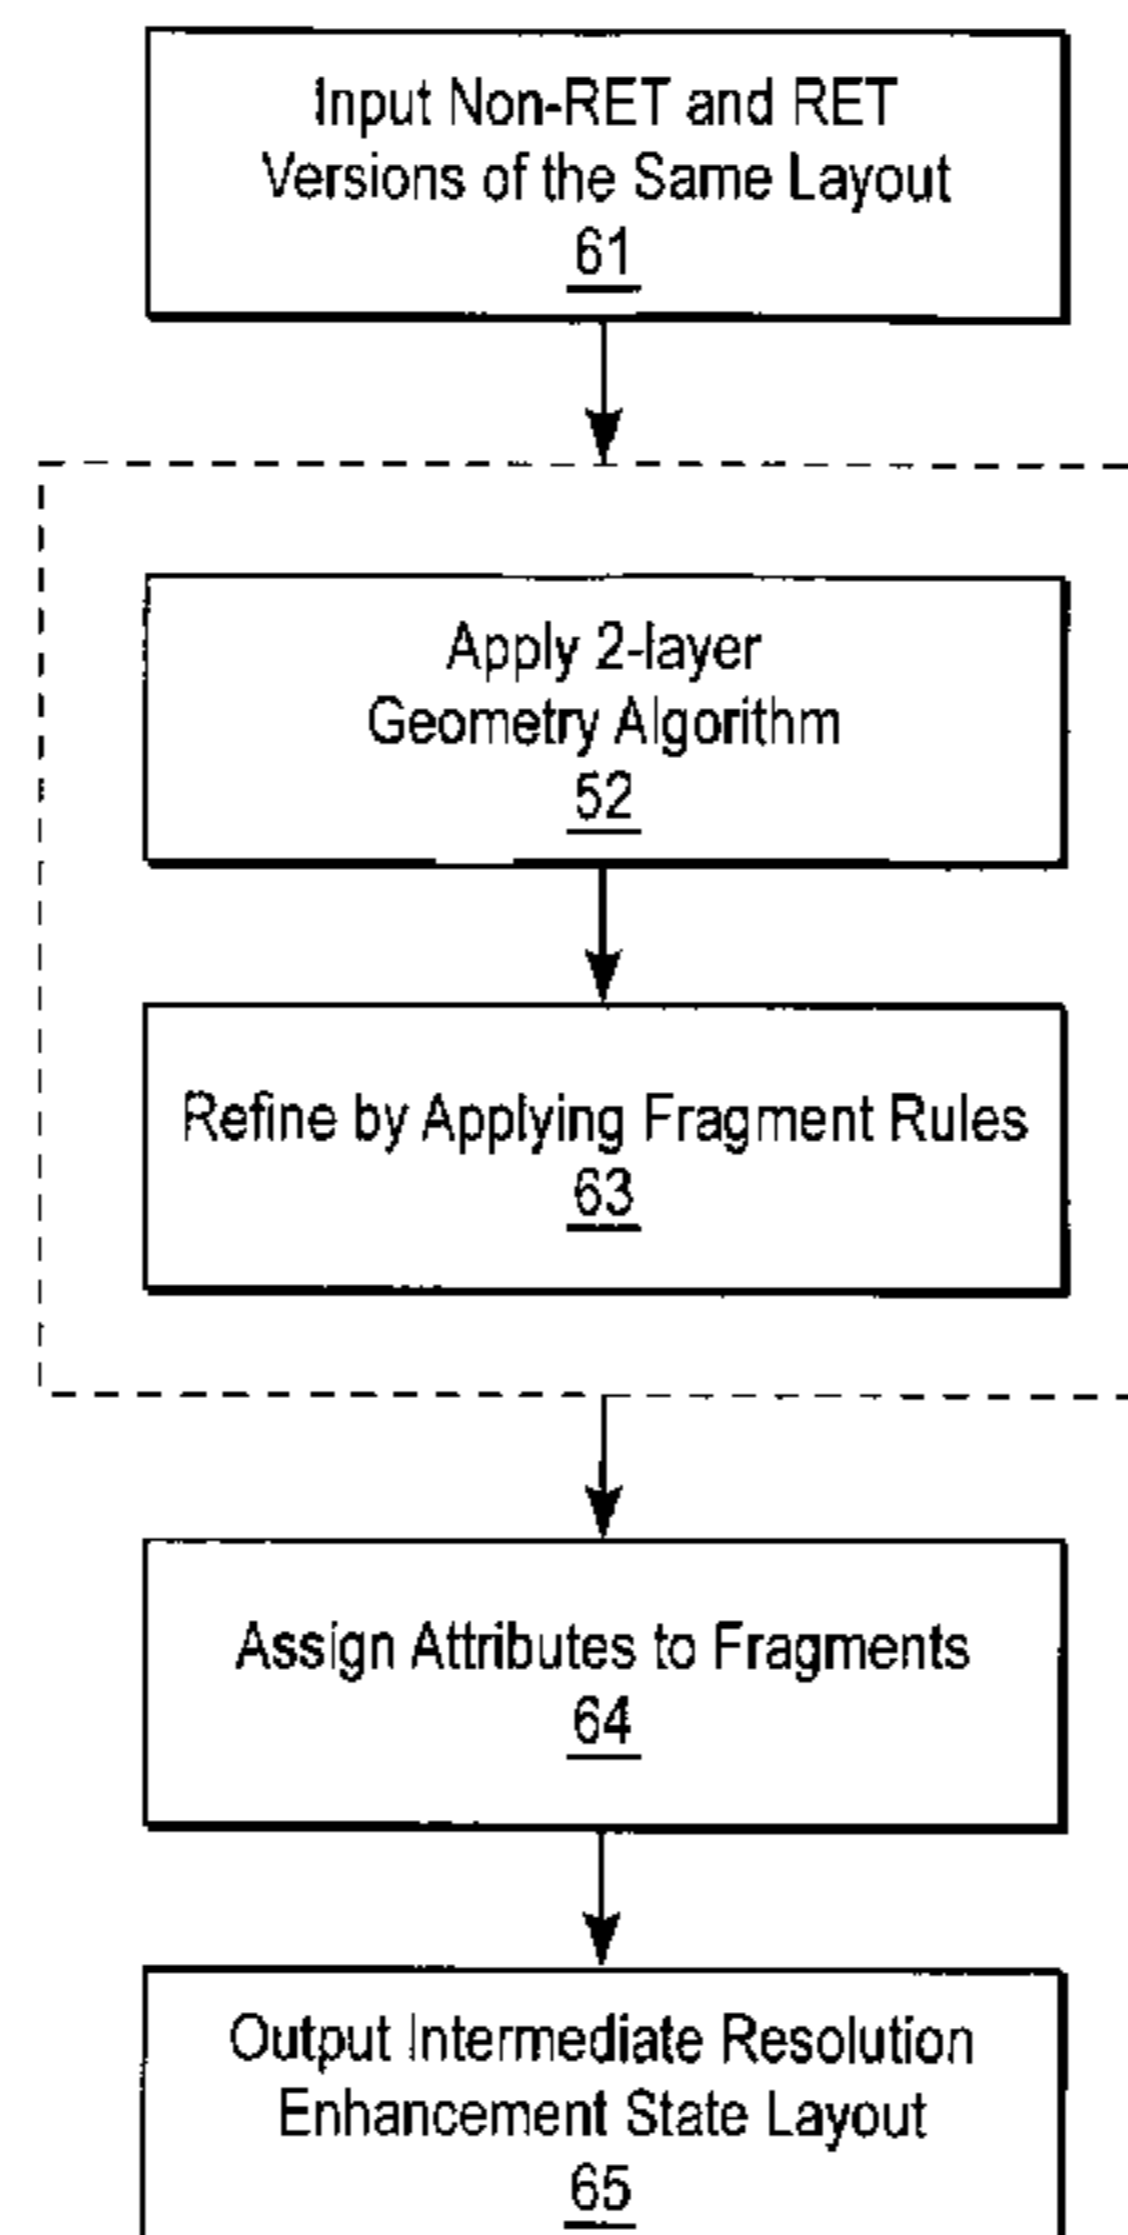 Input Non-RET and RET
Versions of the Same Layout
61
Apply 2-layer
Geometry Algorithm
52
Refine by Applying Fragment Rules
63
Assign Attributes to Fragments
64
Output Intermediate Resolution
Enhancement State Layout
65